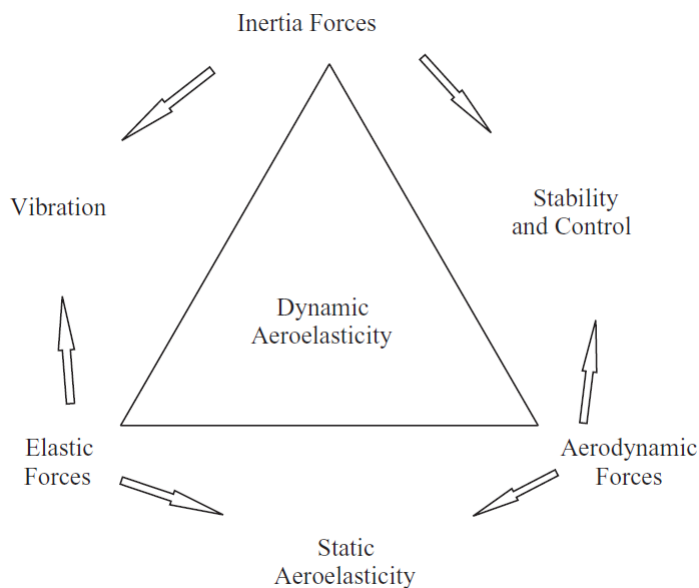 Inertia Forces
Vibration
Stability
and Control
Dynamic
Aeroelasticity
Elastic
Forces
Aerodynamic
Forces
Static
Aeroelasticity